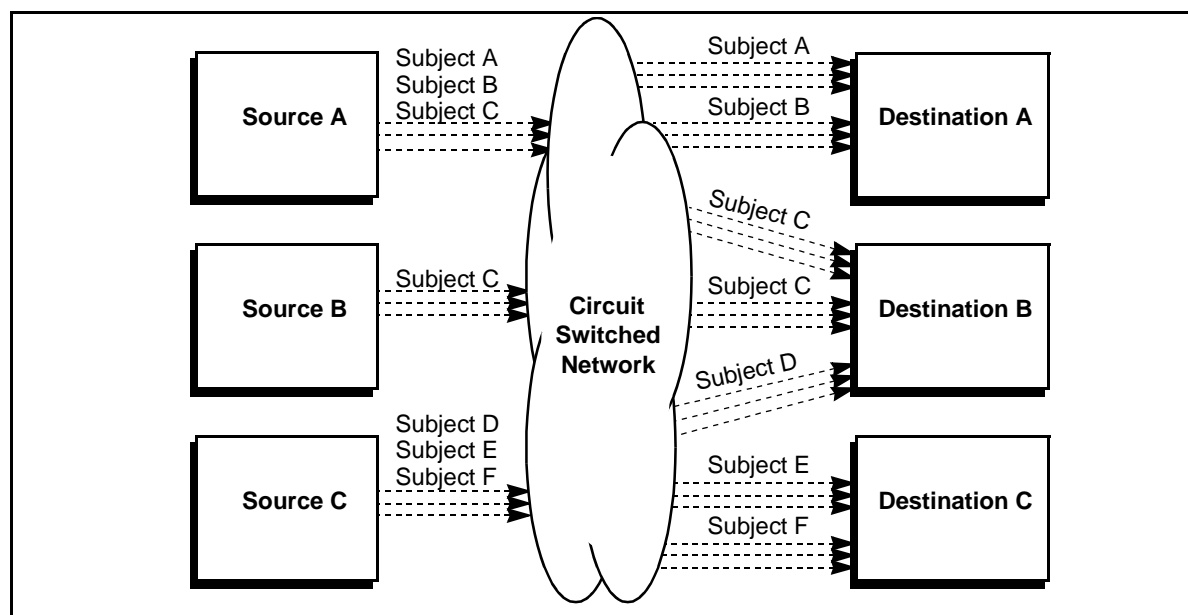 Subject A
Subject B
Subject C
Source A
Subject A
Subject B
Destination A
Subject C
Source B
Subject C
Subject C
Destination B
Circuit
Switched
Network
Subject D
Subject D
Subject E
Subject F
Source C
Subject E
Subject F
Destination C